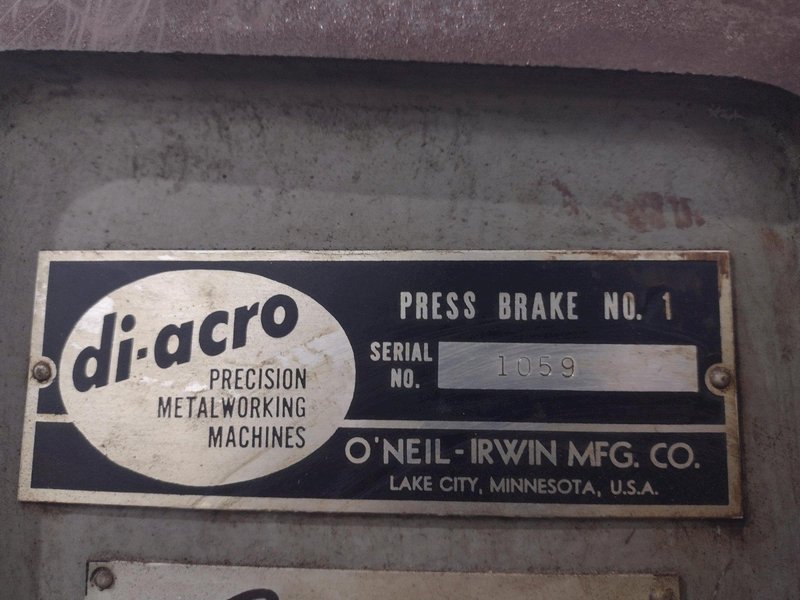 di-acro
PRECISION
METALWORKING
MACHINES
PRESS BRAKE NO. 1
SERIAL
NO.
1059
O'NEIL-IRWIN MFG. CO.
LAKE CITY, MINNESOTA, U.S.A.